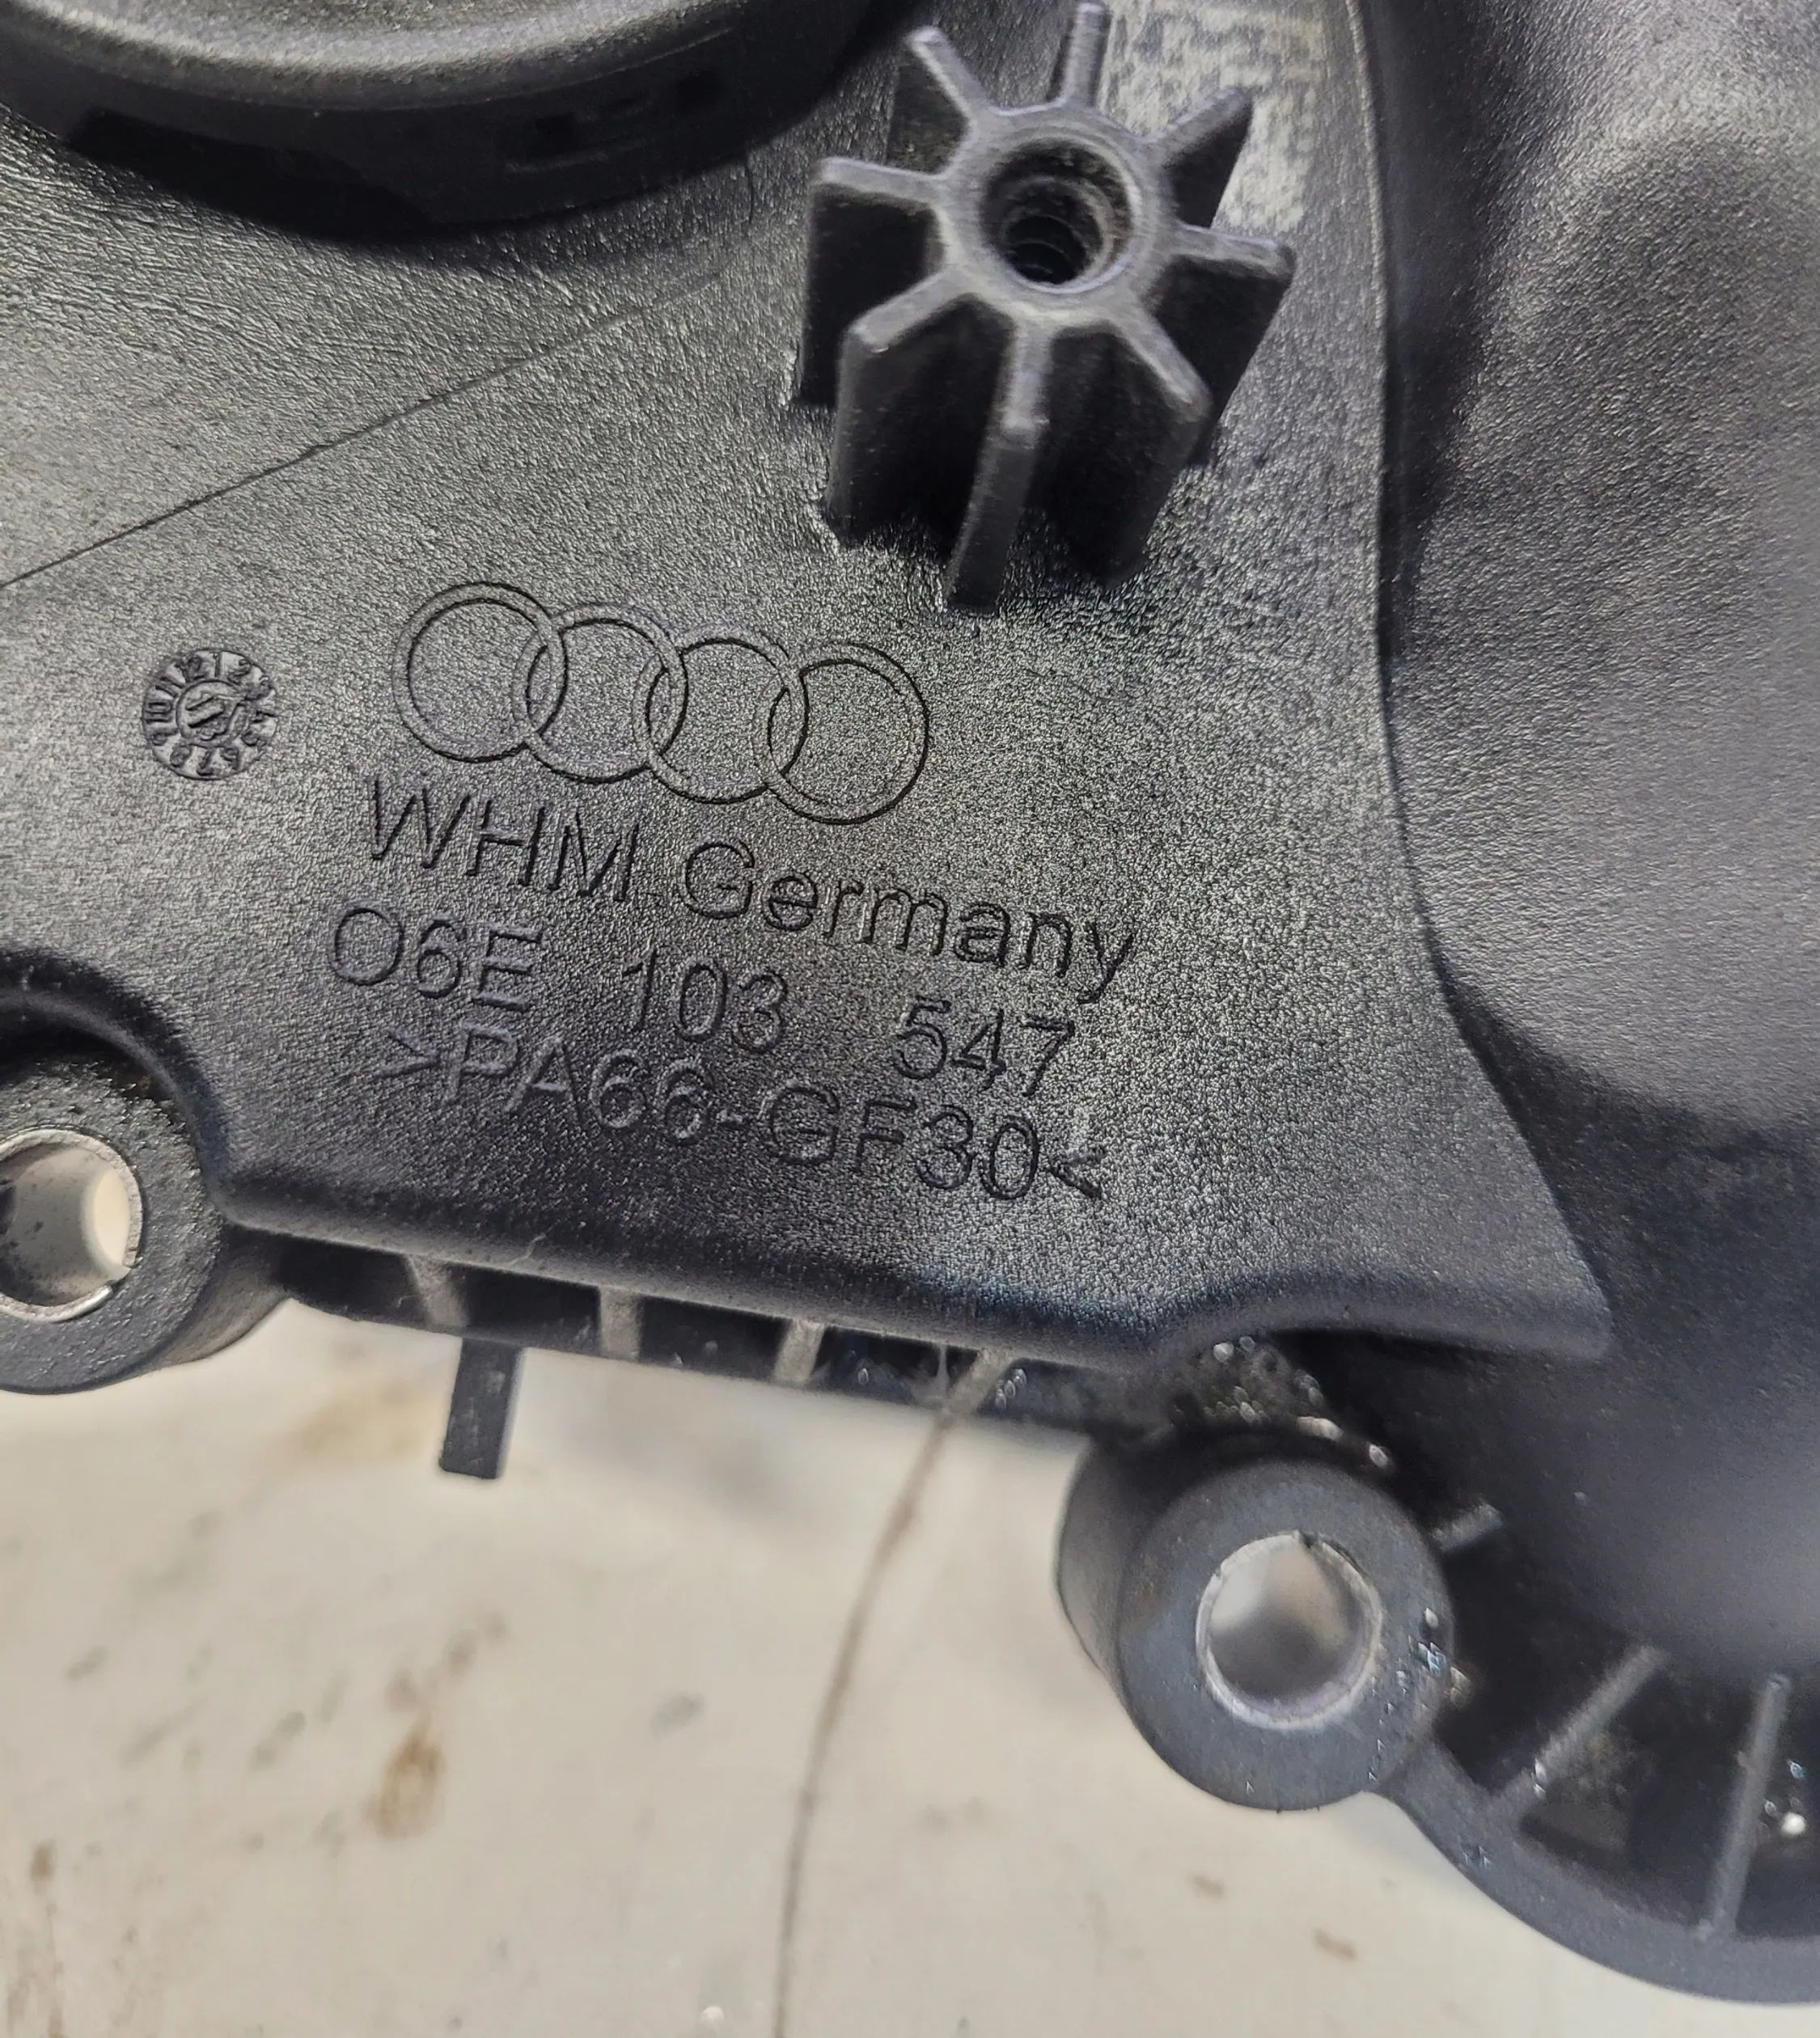 WHM Germany
06E 103 547
>PA66-GF30<